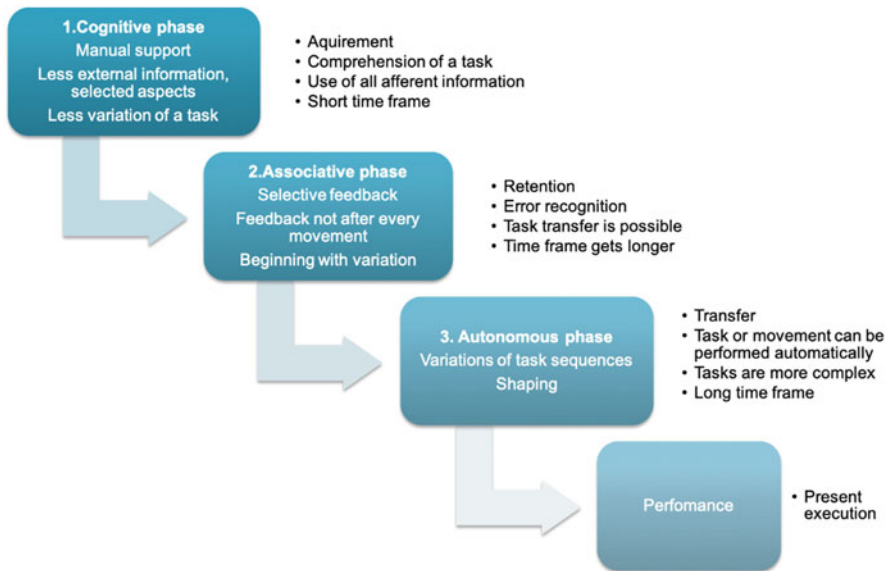 1.Cognitive phase
Manual support
Less external information,
selected aspects
Less variation of a task
• Aquirement
• Comprehension of a task
• Use of all afferent information
• Short time frame
2.Associative phase
Selective feedback
Feedback not after every
movement
Beginning with variation
• Retention
• Error recognition
• Task transfer is possible
• Time frame gets longer
3. Autonomous phase
Variations of task sequences
Shaping
• Transfer
• Task or movement can be
performed automatically
• Tasks are more complex
• Long time frame
Perfomance
• Present
execution